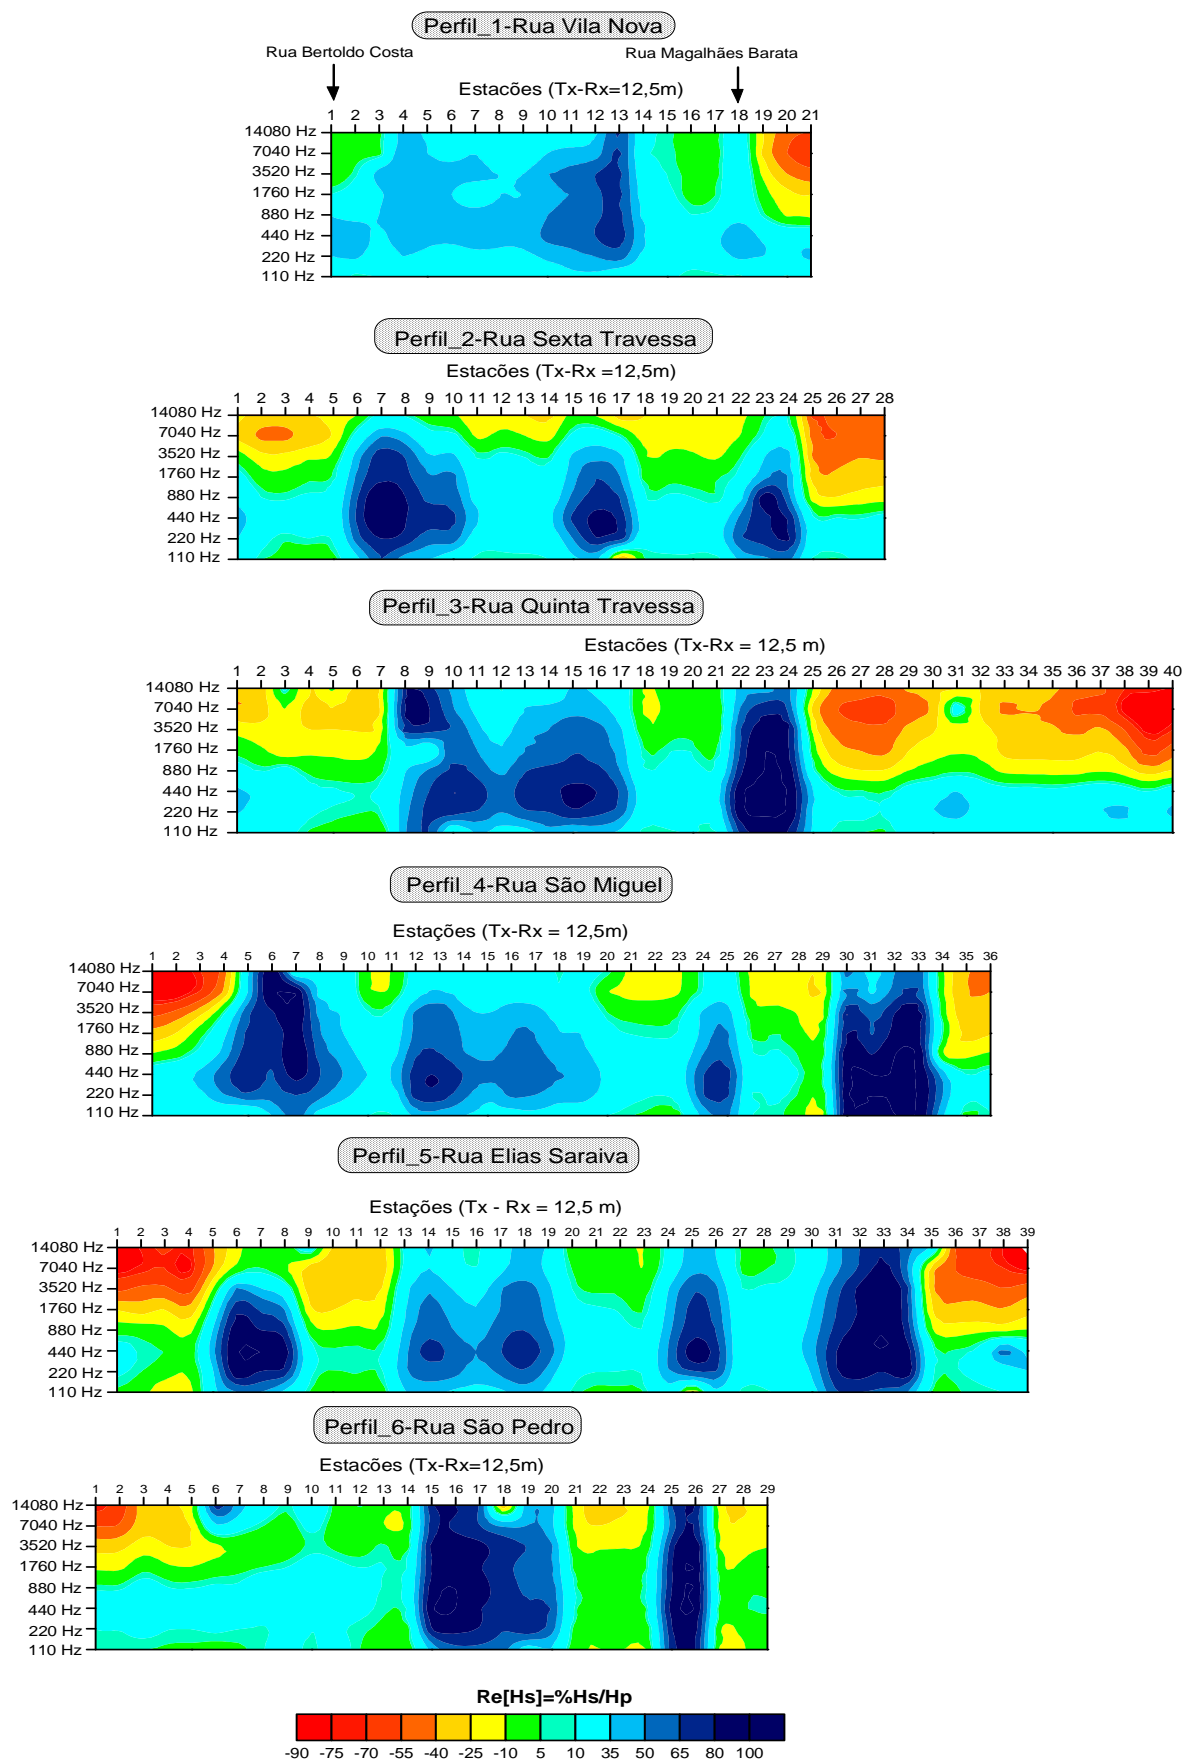 Perfil_1-Rua Vila Nova
Rua Bertoldo Costa
Rua Magalhães Barata
Estacões (Tx-Rx=12,5m)
1 2 3 4 5 6 7 8 9 10 11 12 13 14 15 16 17 18 19 20 21
14080 Hz
7040 Hz
3520 Hz
1760 Hz
880 Hz
440 Hz
220 Hz
110 Hz
Perfil_2-Rua Sexta Travessa
Estacões (Tx-Rx =12,5m)
1 2 3 4 5 6 7 8 9 10 11 12 13 14 15 16 17 18 19 20 21 22 23 24 25 26 27 28
14080 Hz
7040 Hz
3520 Hz
1760 Hz
880 Hz
440 Hz
220 Hz
110 Hz
Perfil_3-Rua Quinta Travessa
Estacões (Tx-Rx = 12,5 m)
1 2 3 4 5 6 7 8 9 10 11 12 13 14 15 16 17 18 19 20 21 22 23 24 25 26 27 28 29 30 31 32 33 34 35 36 37 38 39 40
14080 Hz
7040 Hz
3520 Hz
1760 Hz
880 Hz
440 Hz
220 Hz
110 Hz
Perfil_4-Rua São Miguel
Estações (Tx-Rx = 12,5m)
1 2 3 4 5 6 7 8 9 10 11 12 13 14 15 16 17 18 19 20 21 22 23 24 25 26 27 28 29 30 31 32 33 34 35 36
14080 Hz
7040 Hz
3520 Hz
1760 Hz
880 Hz
440 Hz
220 Hz
110 Hz
Perfil_5-Rua Elias Saraiva
Estações (Tx - Rx = 12,5 m)
1 2 3 4 5 6 7 8 9 10 11 12 13 14 15 16 17 18 19 20 21 22 23 24 25 26 27 28 29 30 31 32 33 34 35 36 37 38 39
14080 Hz
7040 Hz
3520 Hz
1760 Hz
880 Hz
440 Hz
220 Hz
110 Hz
Perfil_6-Rua São Pedro
Estacões (Tx-Rx=12,5m)
1 2 3 4 5 6 7 8 9 10 11 12 13 14 15 16 17 18 19 20 21 22 23 24 25 26 27 28 29
14080 Hz
7040 Hz
3520 Hz
1760 Hz
880 Hz
440 Hz
220 Hz
110 Hz
Re[Hs]=%Hs/Hp
-90 -75 -70 -55 -40 -25 -10 5 10 35 50 65 80 100